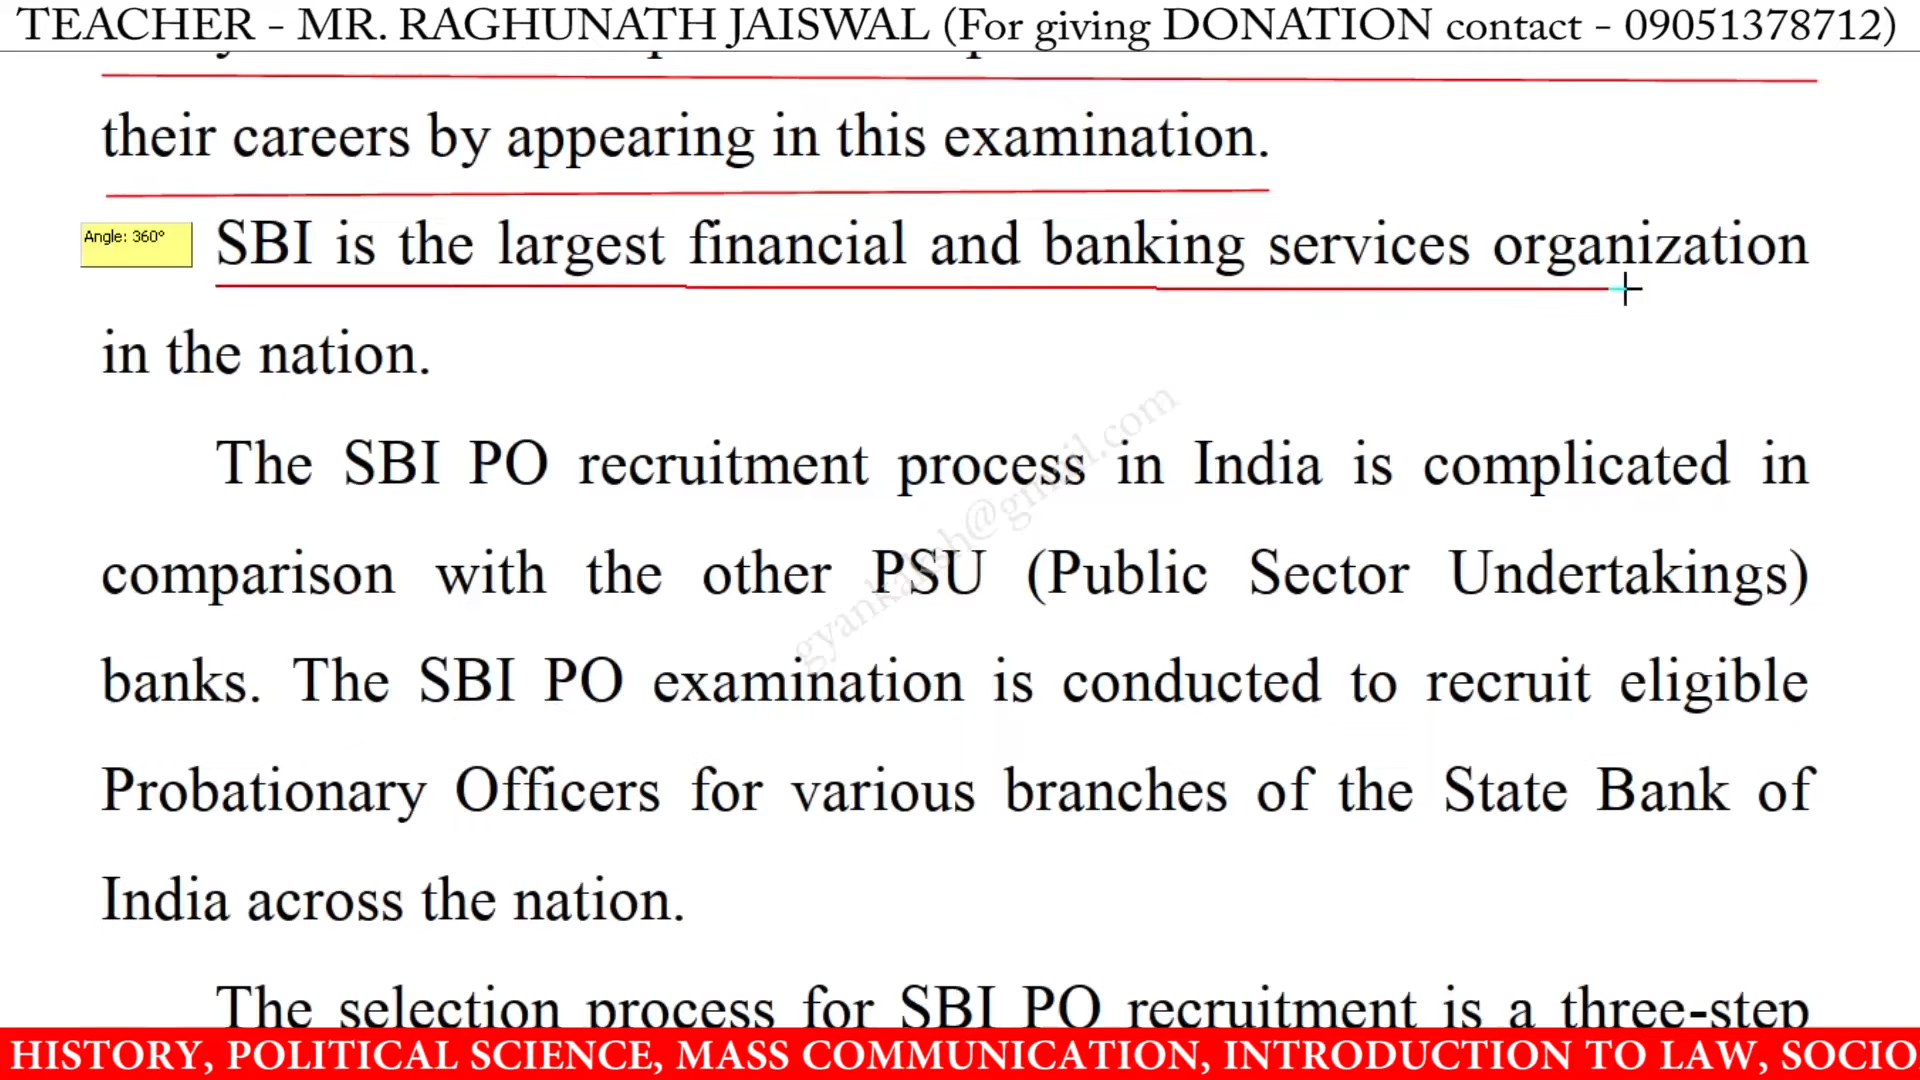 TEACHER - MR. RAGHUNATH JAISWAL (For giving DONATION contact - 09051378712)
their careers by appearing in this examination.
Angle: 360°
SBI is the largest financial and banking services organization
in the nation.
The SBI PO recruitment process in India is complicated in
comparison with the other PSU (Public Sector Undertakings)
banks. The SBI PO examination is conducted to recruit eligible
Probationary Officers for various branches of the State Bank of
India across the nation.
The selection process for SBI PO recruitment is a three-step
gyankaksh@gmail.com
HISTORY, POLITICAL SCIENCE, MASS COMMUNICATION, INTRODUCTION TO LAW, SOCIO